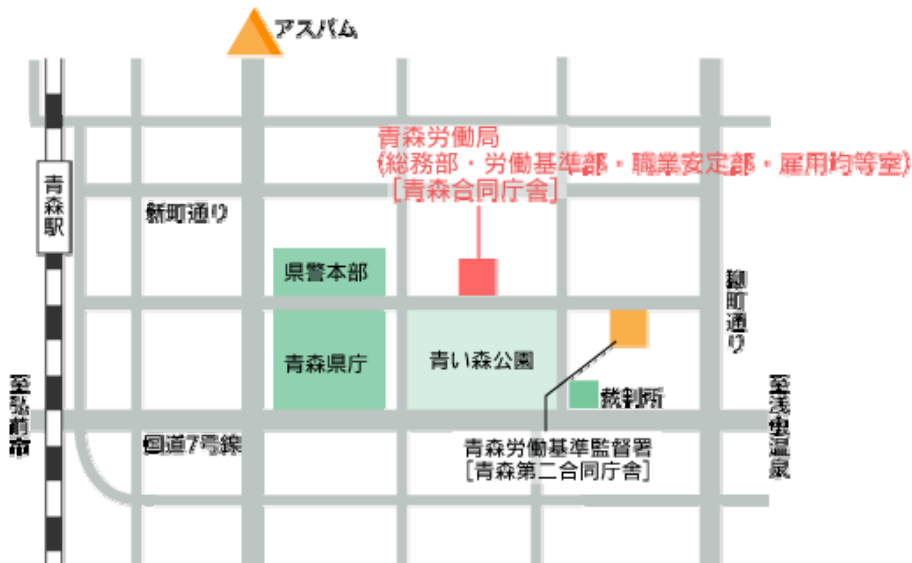 アスパム
青森労働局
(総務部・労働基準部・職業安定部・雇用均等室)
[青森合同庁舎]
青森駅
新町通り
県警本部
柳町通り
青森県庁
青い森公園
至弘前市
裁判所
至浅虫温泉
国道7号線
青森労働基準監督署
[青森第二合同庁舎]